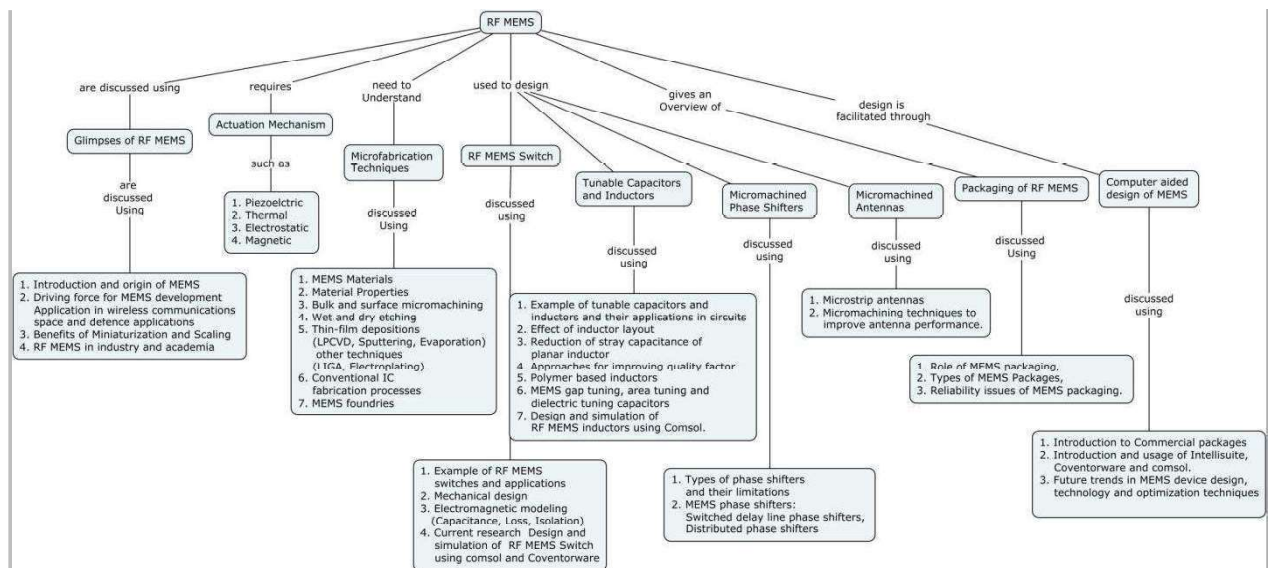 RF MEMS
are discussed using
requires
need to
Understand
used to design
gives an
Overview of
design is
facilitated through
Glimpses of RF MEMS
Actuation Mechanism
Microfabrication
Techniques
RF MEMS Switch
Tunable Capacitors
and Inductors
Micromachined
Phase Shifters
Micromachined
Antennas
Packaging of RF MEMS
Computer aided
design of MEMS
are
discussed
Using
such as
discussed
Using
discussed
using
discussed
using
discussed
using
discussed
using
discussed
Using
discussed
using
1. Introduction and origin of MEMS
2. Driving force for MEMS development
Application in wireless communications
space and defence applications
3. Benefits of Miniaturization and Scaling
4. RF MEMS in industry and academia
1. Piezoelctric
2. Thermal
3. Electrostatic
4. Magnetic
1. MEMS Materials
2. Material Properties
3. Bulk and surface micromachining
4. Wet and dry etching
5. Thin-film depositions
(LPCVD, Sputtering, Evaporation)
other techniques
(LIGA, Electroplating)
6. Conventional IC
fabrication processes
7. MEMS foundries
1. Example of RF MEMS
switches and applications
2. Mechanical design
3. Electromagnetic modeling
(Capacitance, Loss, Isolation)
4. Current research Design and
simulation of RF MEMS Switch
using comsol and Coventorware
1. Example of tunable capacitors and
inductors and their applications in circuits
2. Effect of inductor layout
3. Reduction of stray capacitance of
planar inductor
4. Approaches for improving quality factor
5. Polymer based inductors
6. MEMS gap tuning, area tuning and
dielectric tuning capacitors
7. Design and simulation of
RF MEMS inductors using Comsol.
1. Types of phase shifters
and their limitations
2. MEMS phase shifters:
Switched delay line phase shifters,
Distributed phase shifters
1. Microstrip antennas
2. Micromachining techniques to
improve antenna performance.
1. Role of MEMS packaging,
2. Types of MEMS Packages,
3. Reliability issues of MEMS packaging.
1. Introduction to Commercial packages
2. Introduction and usage of Intellisuite,
Coventorware and comsol.
3. Future trends in MEMS device design,
technology and optimization techniques